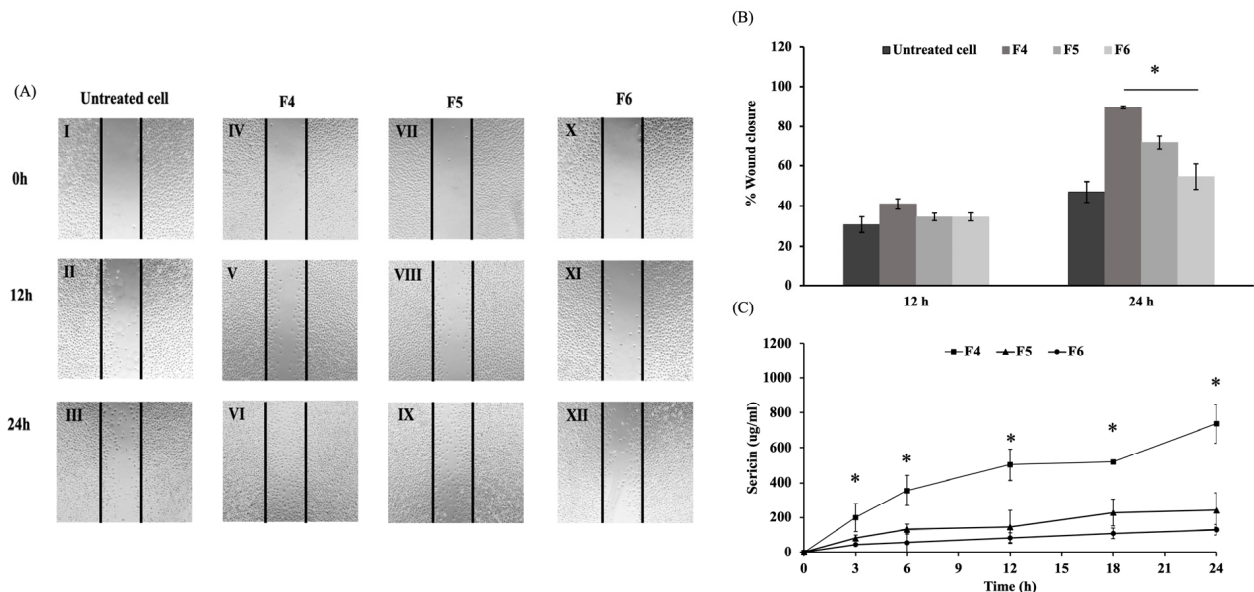 (A)
Untreated cell F4 F5 F6
0h I IV VII X
12h II V VIII XI
24h III VI IX XII
(B)
% Wound closure
120
100
80
60
40
20
0
Untreated cell F4 F5 F6
*
12 h 24 h
(C)
Sericin (ug/ml)
1200
1000
800
600
400
200
0
F4 F5 F6
* * * * *
0 3 6 9 12 15 18 21 24
Time (h)